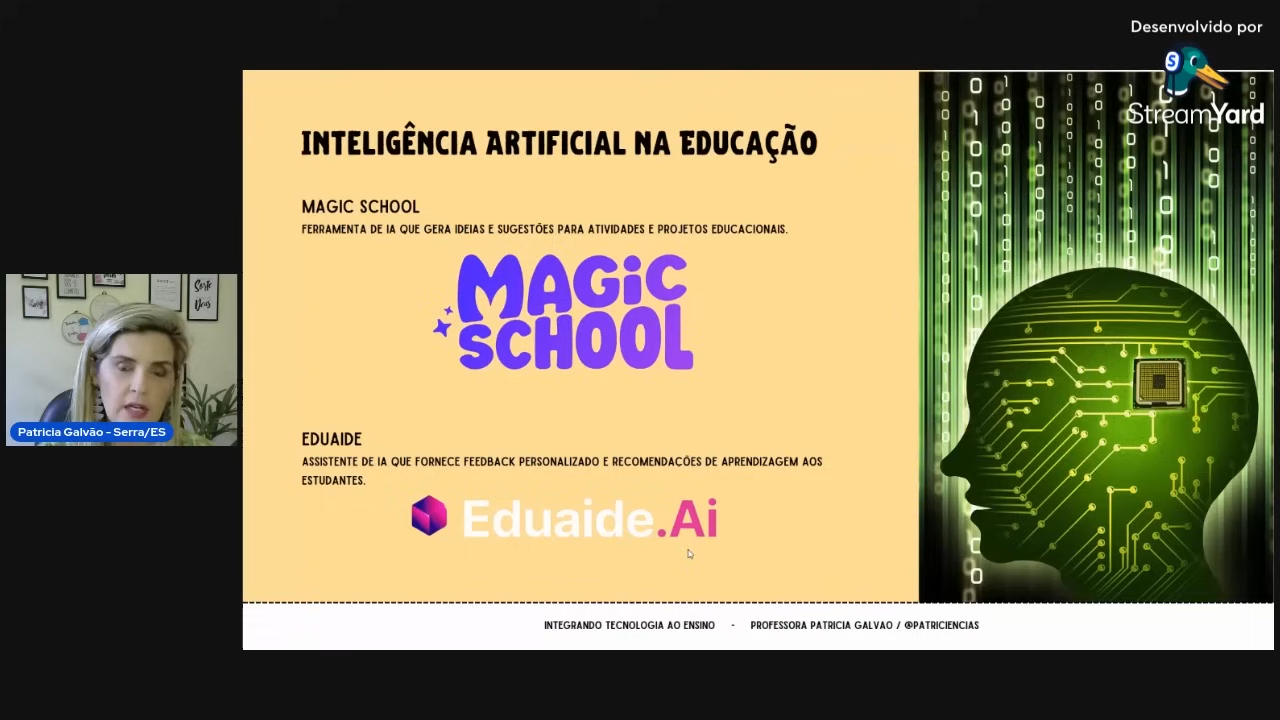 Desenvolvido por
StreamYard
INTELIGÊNCIA ARTIFICIAL NA EDUCAÇÃO
MAGIC SCHOOL
FERRAMENTA DE IA QUE GERA IDEIAS E SUGESTÕES PARA ATIVIDADES E PROJETOS EDUCACIONAIS.
MAGiC
SCHOOL
EDUAIDE
ASSISTENTE DE IA QUE FORNECE FEEDBACK PERSONALIZADO E RECOMENDAÇÕES DE APRENDIZAGEM AOS
ESTUDANTES.
Eduaide.Ai
INTEGRANDO TECNOLOGIA AO ENSINO - PROFESSORA PATRICIA GALVAO / @PATRICIENCIAS
Patricia Galvão - Serra/ES